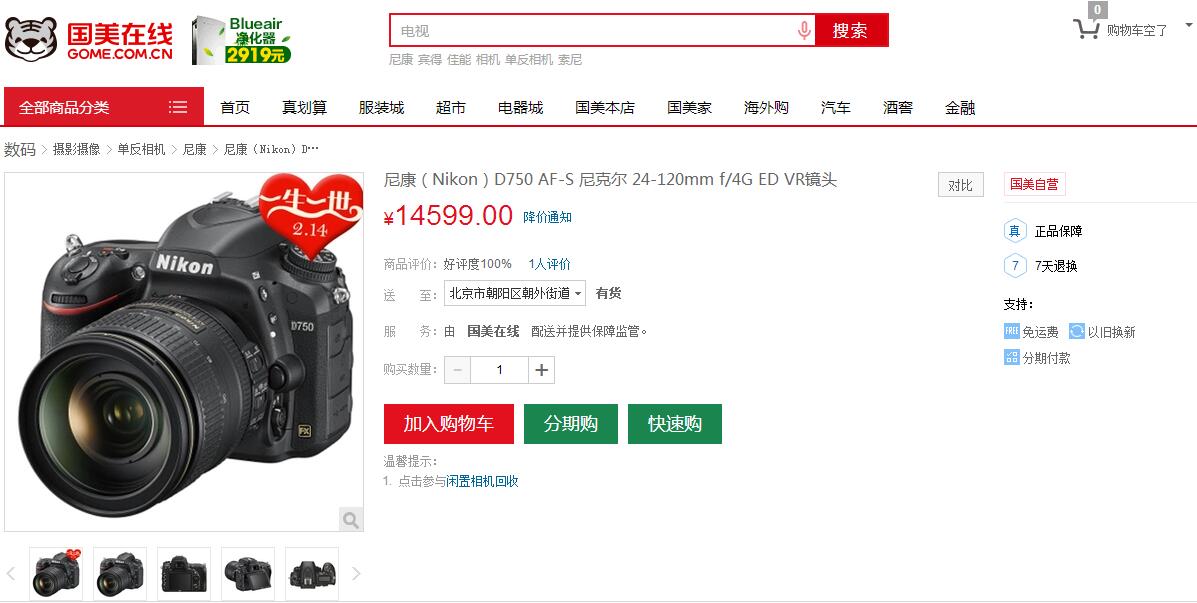 国美在线
GOME.COM.CN
Blueair
净化器
2919元
电视
搜索
0
购物车空了
尼康 宾得 佳能 相机 单反相机 索尼
全部商品分类
首页 真划算 服装城 超市 电器城 国美本店 国美家 海外购 汽车 酒窖 金融
数码 > 摄影摄像 > 单反相机 > 尼康 > 尼康（Nikon）D…
一生一世
2.14
Nikon
D750
FX
尼康（Nikon）D750 AF-S 尼克尔 24-120mm f/4G ED VR镜头
对比
¥14599.00 降价通知
商品评价： 好评度100% 1人评价
送 至： 北京市朝阳区朝外街道 有货
服 务： 由 国美在线 配送并提供保障监管。
购买数量： − 1 +
加入购物车 分期购 快速购
温馨提示：
1. 点击参与闲置相机回收
国美自营
真 正品保障
7 7天退换
支持：
FREE 免运费 以旧换新
分期付款